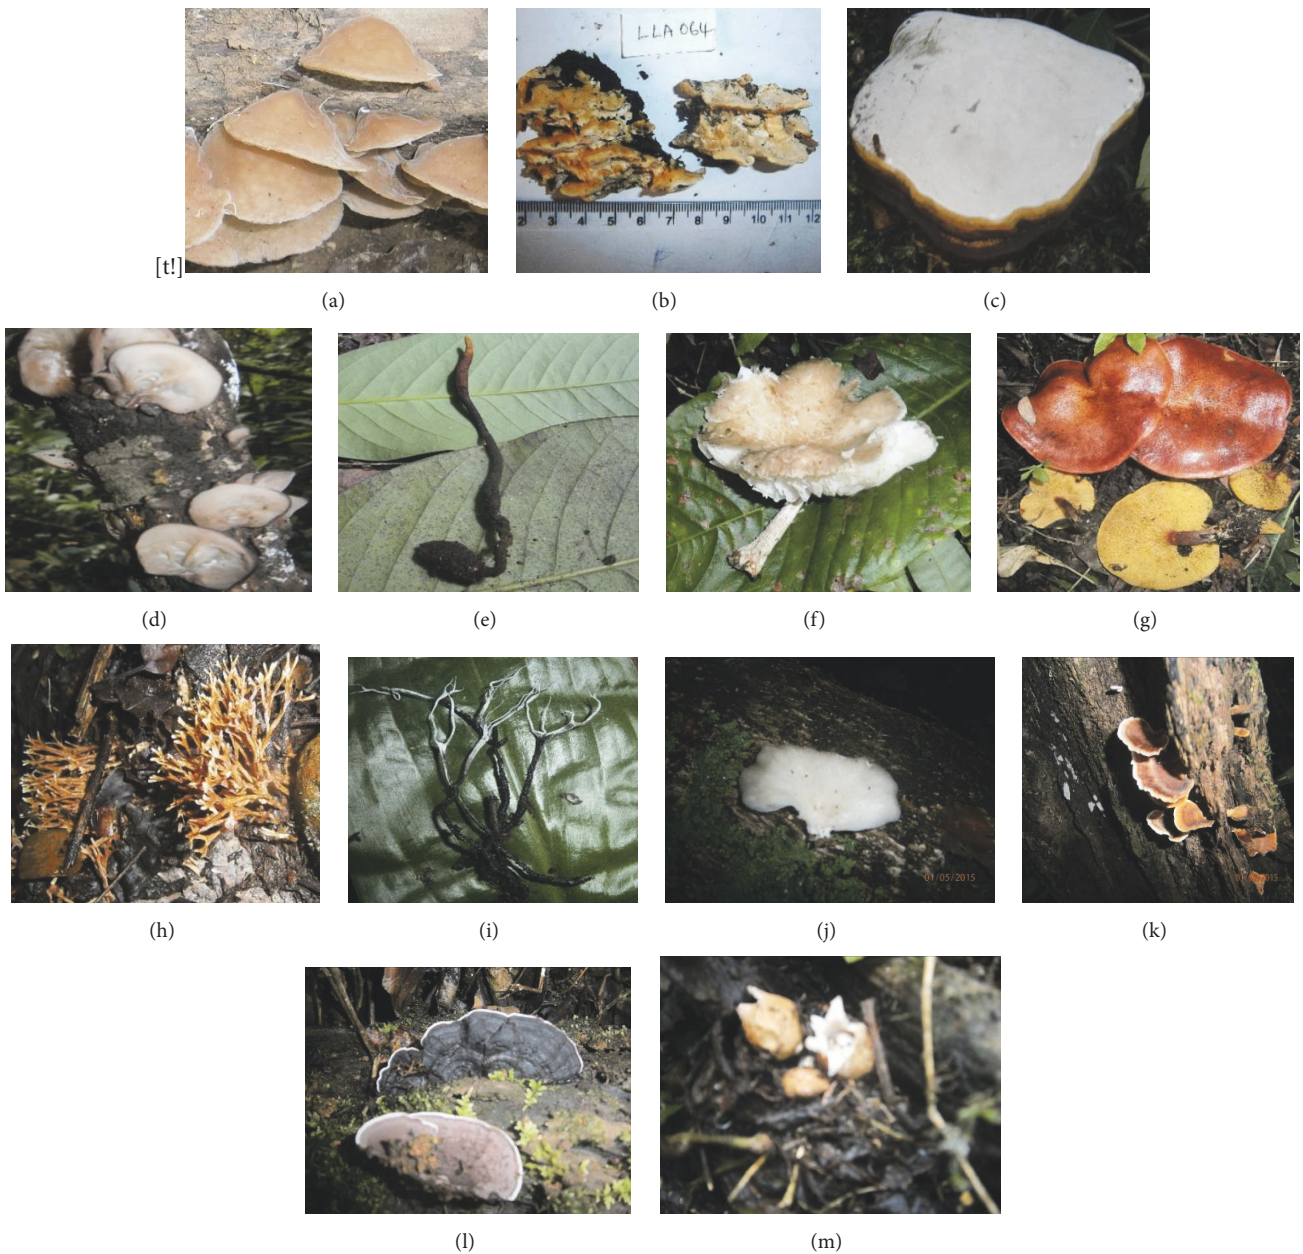 LLA 064
2 3 4 5 6 7 8 9 10 11 12
[t!]
(a)
(b)
(c)
(d)
(e)
(f)
(g)
(h)
(i)
(j)
(k)
01/05/2015
(l)
(m)